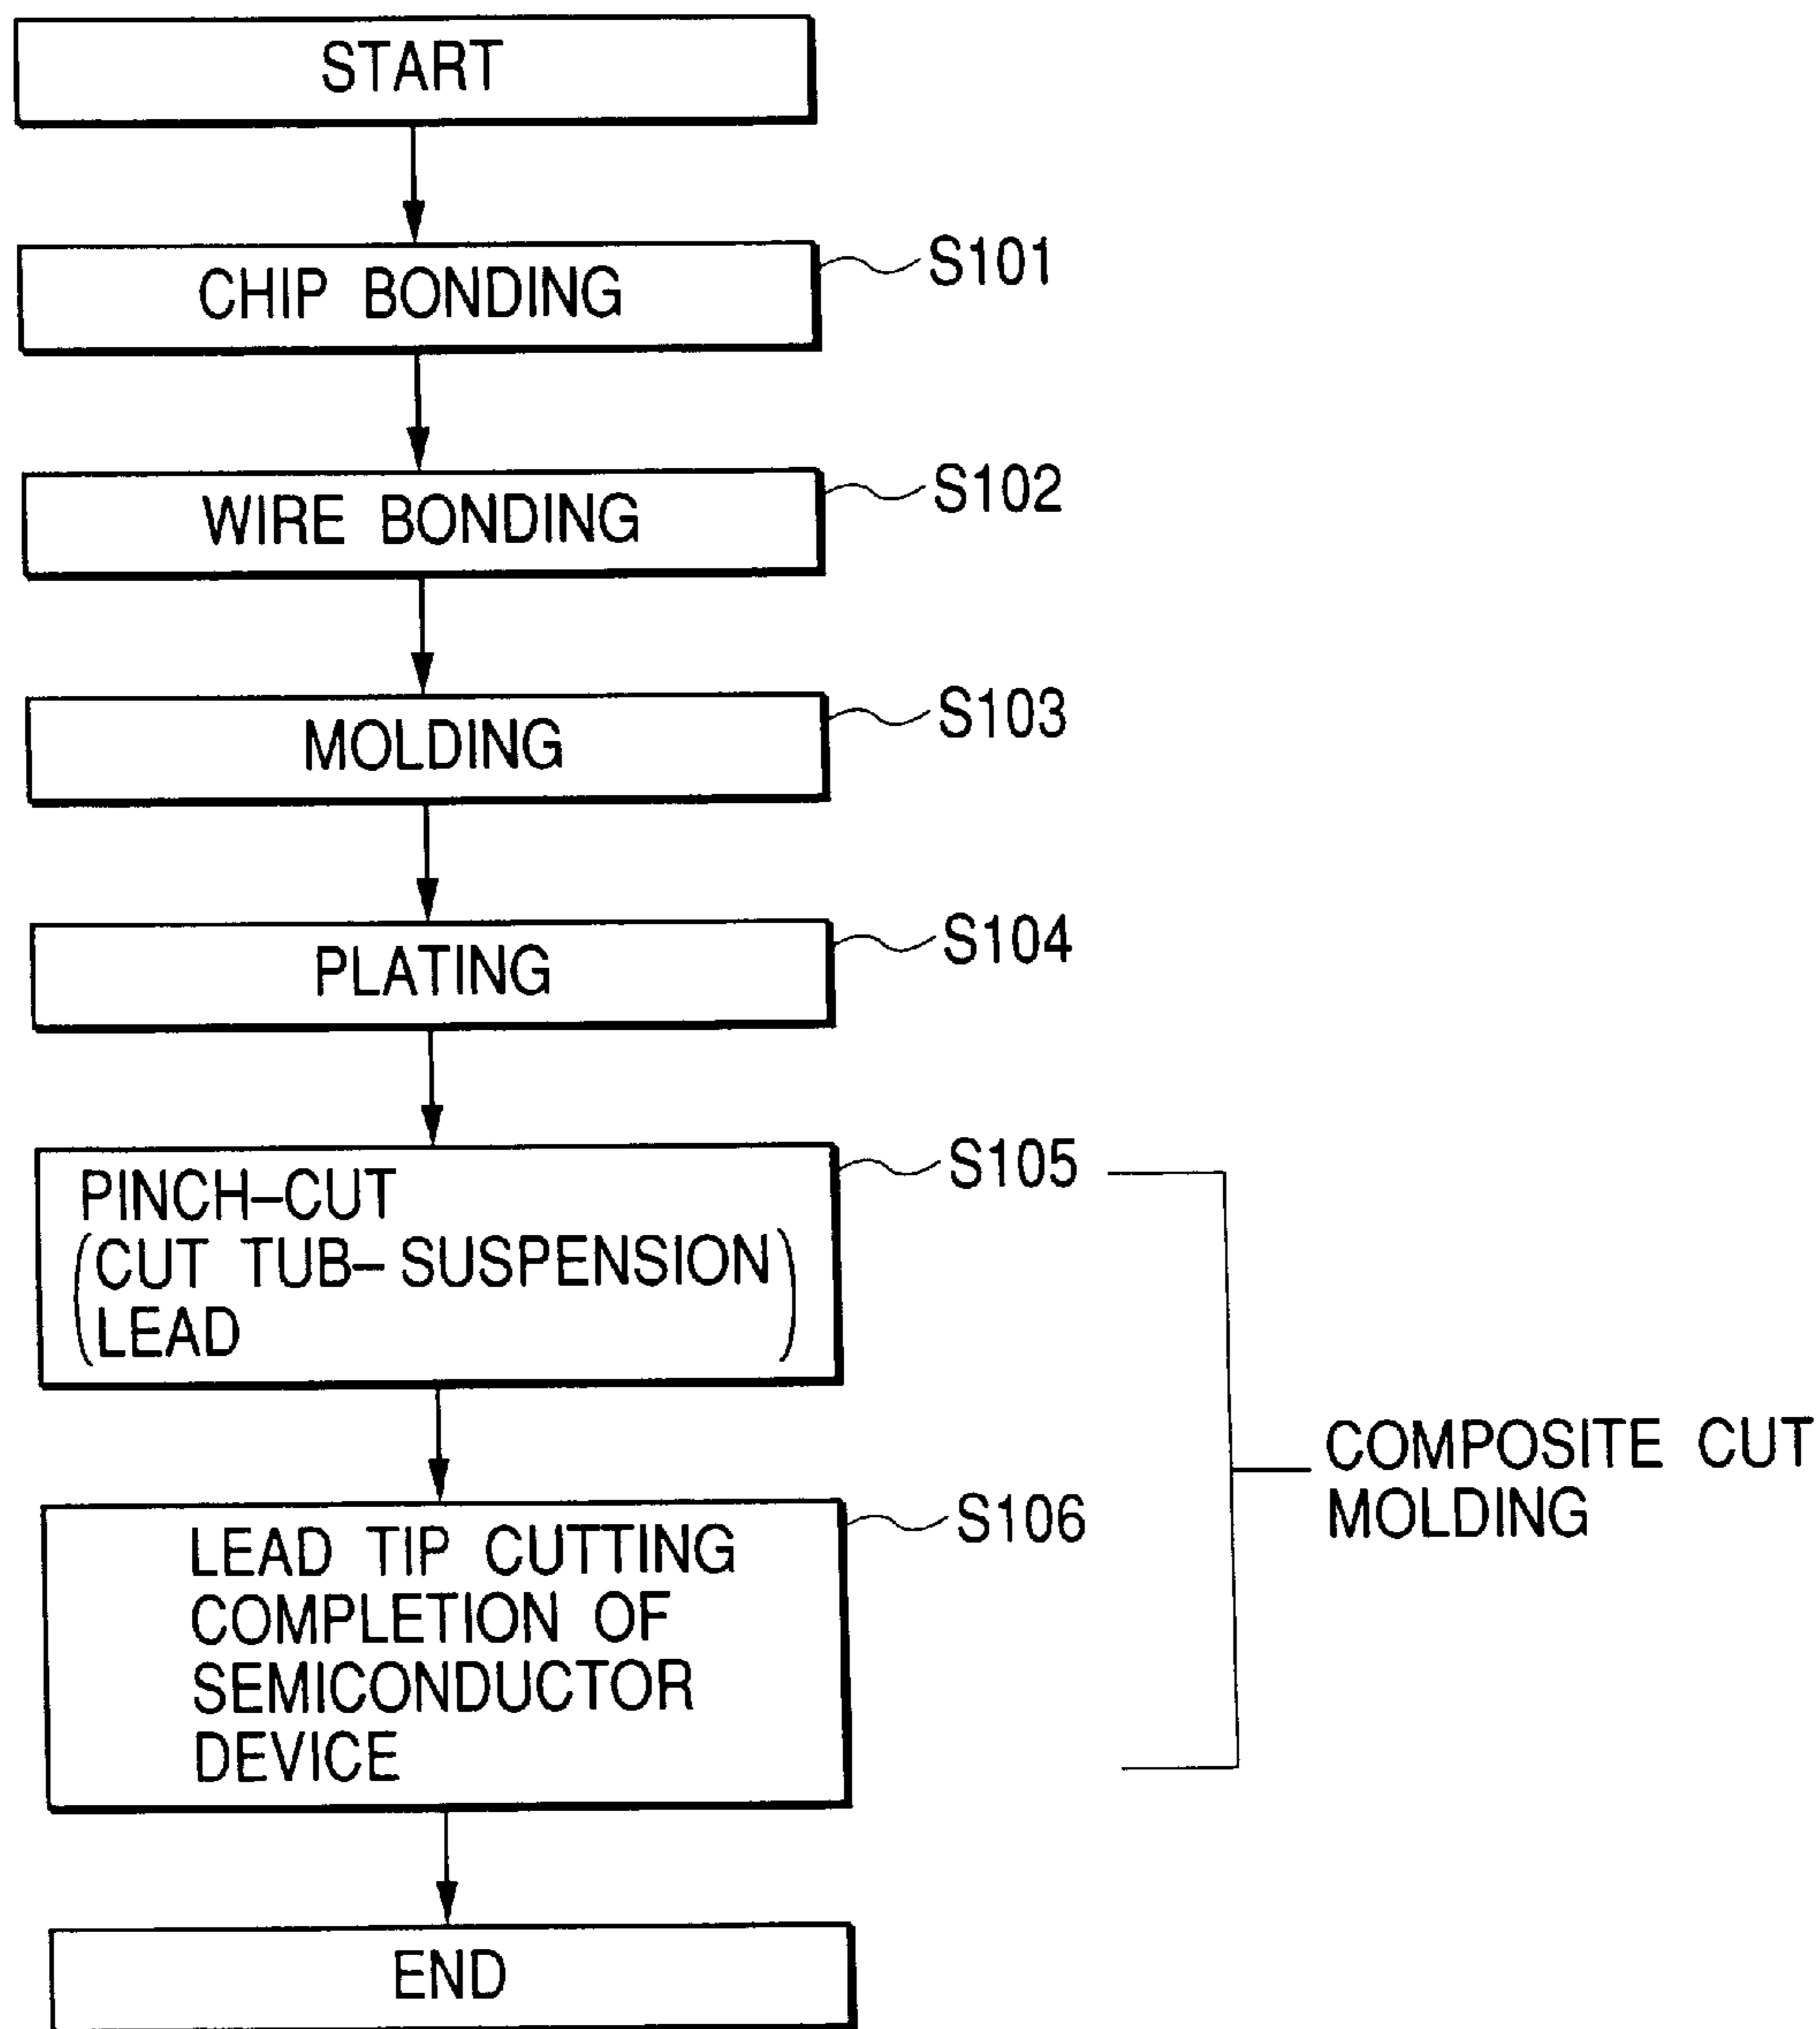 START
CHIP BONDING
S101
WIRE BONDING
S102
MOLDING
S103
PLATING
S104
PINCH-CUT
(CUT TUB-SUSPENSION
LEAD)
S105
LEAD TIP CUTTING
COMPLETION OF
SEMICONDUCTOR
DEVICE
S106
COMPOSITE CUT
MOLDING
END